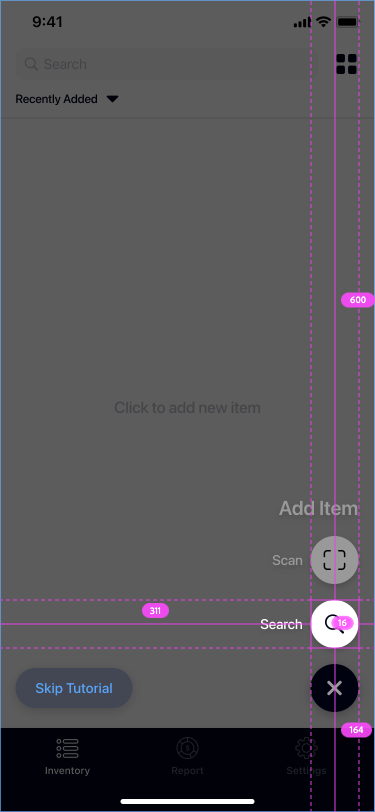 9:41
Search
Recently Added
600
Click to add new item
Add Item
Scan
311
Search
16
Skip Tutorial
164
Inventory
Report
Settings